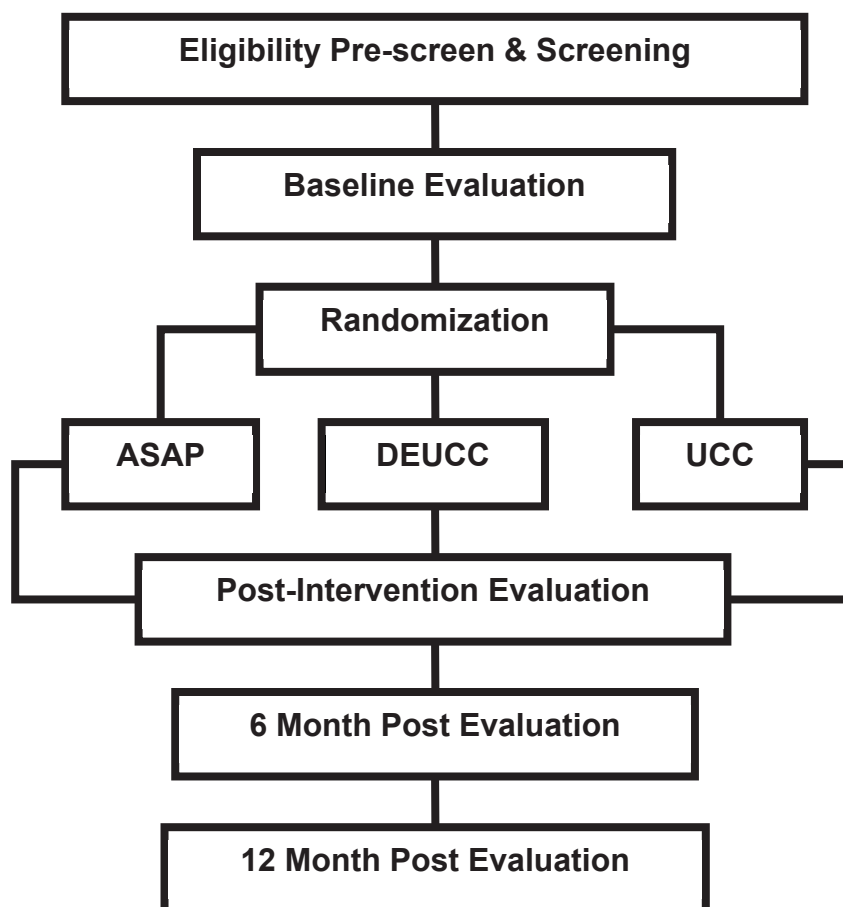 Eligibility Pre-screen & Screening
Baseline Evaluation
Randomization
ASAP
DEUCC
UCC
Post-Intervention Evaluation
6 Month Post Evaluation
12 Month Post Evaluation